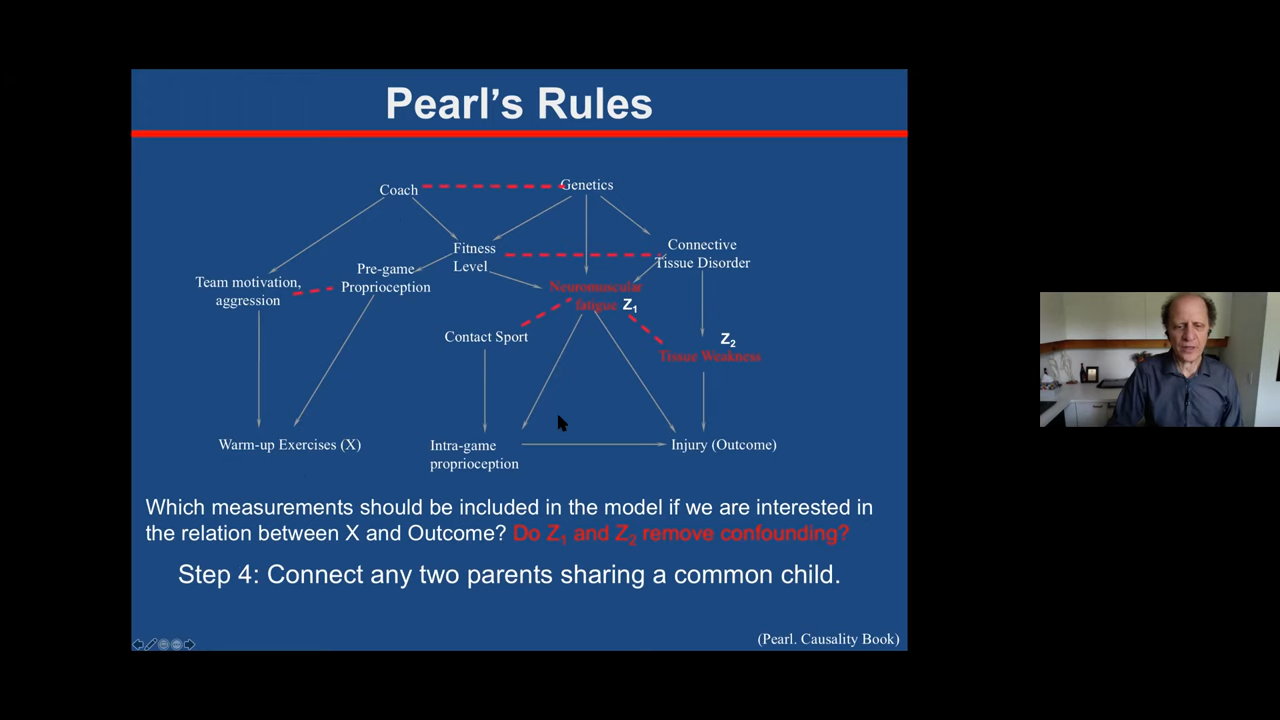 Pearl's Rules
Coach
Genetics
Fitness
Level
Connective
Tissue Disorder
Team motivation,
aggression
Pre-game
Proprioception
Neuromuscular
fatigue Z₁
Contact Sport
Z₂
Tissue Weakness
Warm-up Exercises (X)
Intra-game
proprioception
Injury (Outcome)
Which measurements should be included in the model if we are interested in
the relation between X and Outcome? Do Z₁ and Z₂ remove confounding?
Step 4: Connect any two parents sharing a common child.
(Pearl. Causality Book)